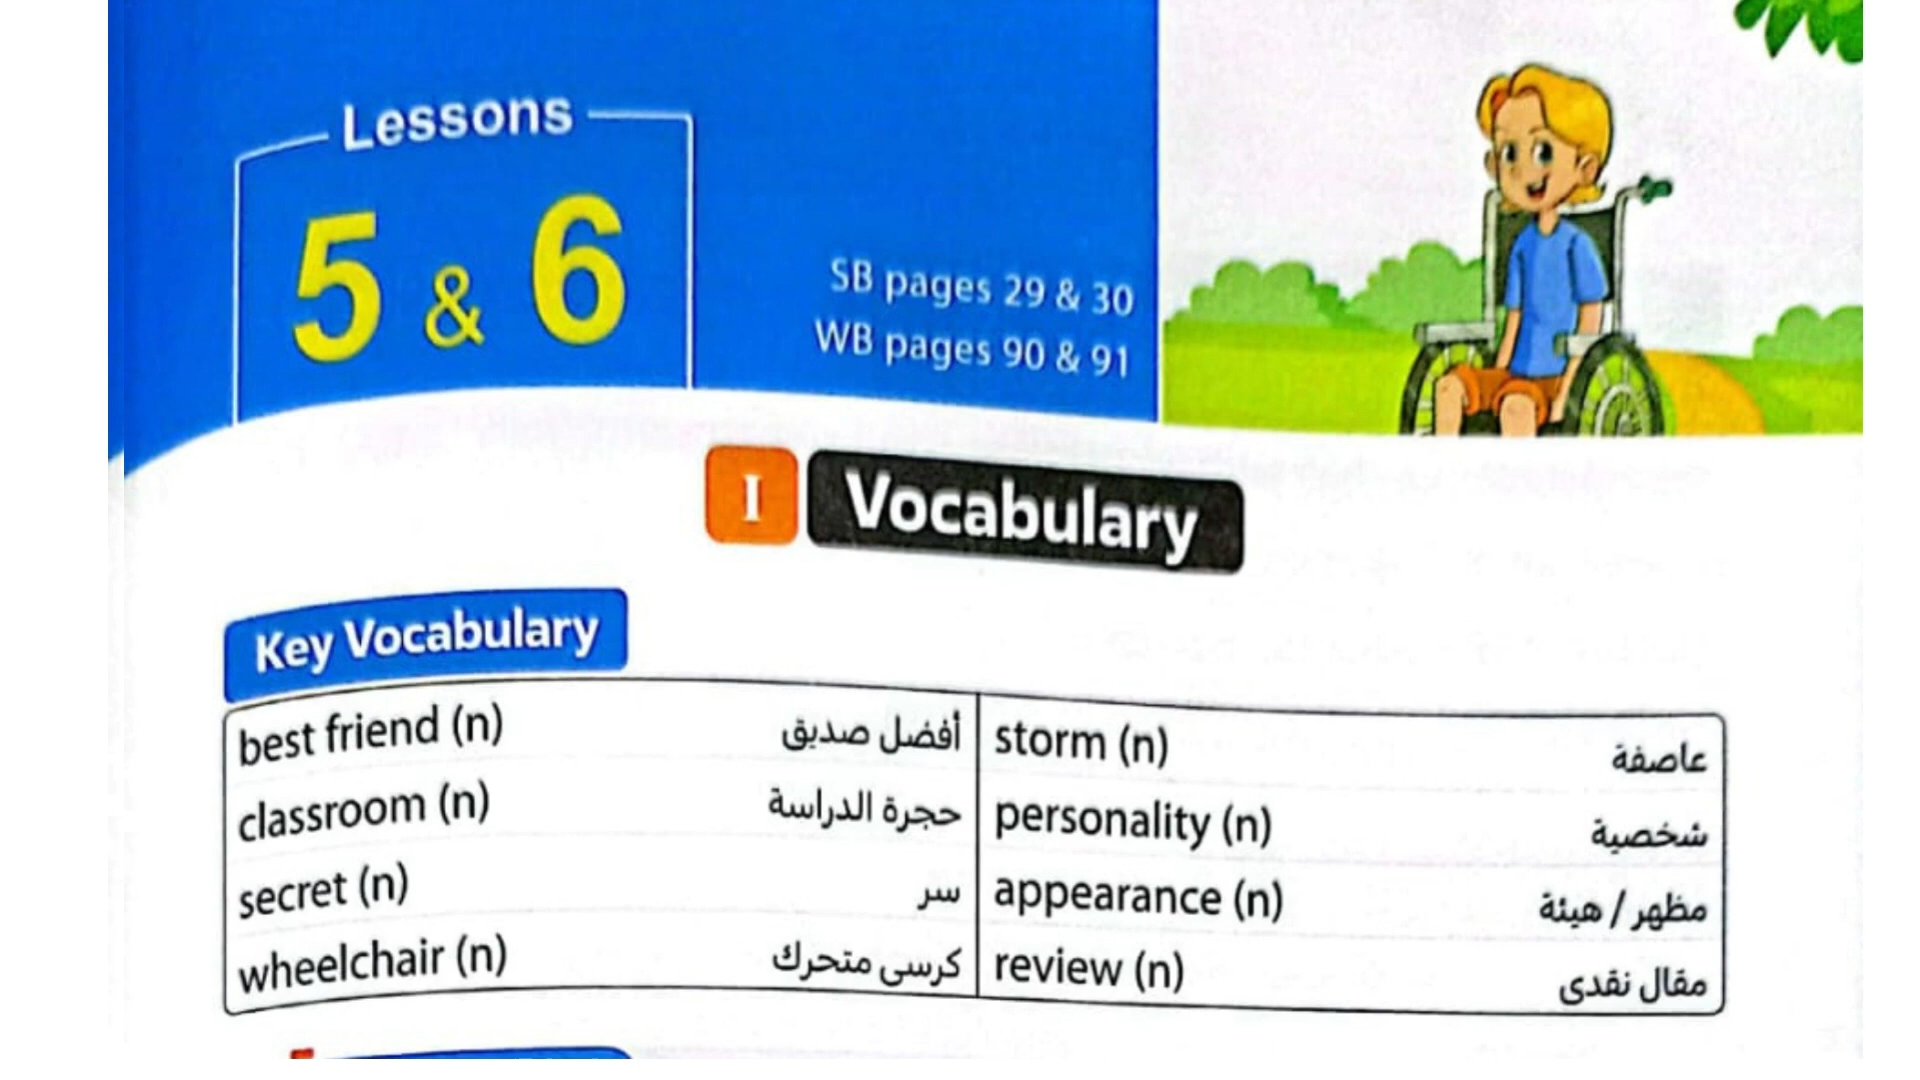 Lessons
5 & 6
SB pages 29 & 30
WB pages 90 & 91
I Vocabulary
Key Vocabulary
best friend (n) أفضل صديق
classroom (n) حجرة الدراسة
secret (n) سر
wheelchair (n) كرسى متحرك
storm (n) عاصفة
personality (n) شخصية
appearance (n) مظهر / هيئة
review (n) مقال نقدى